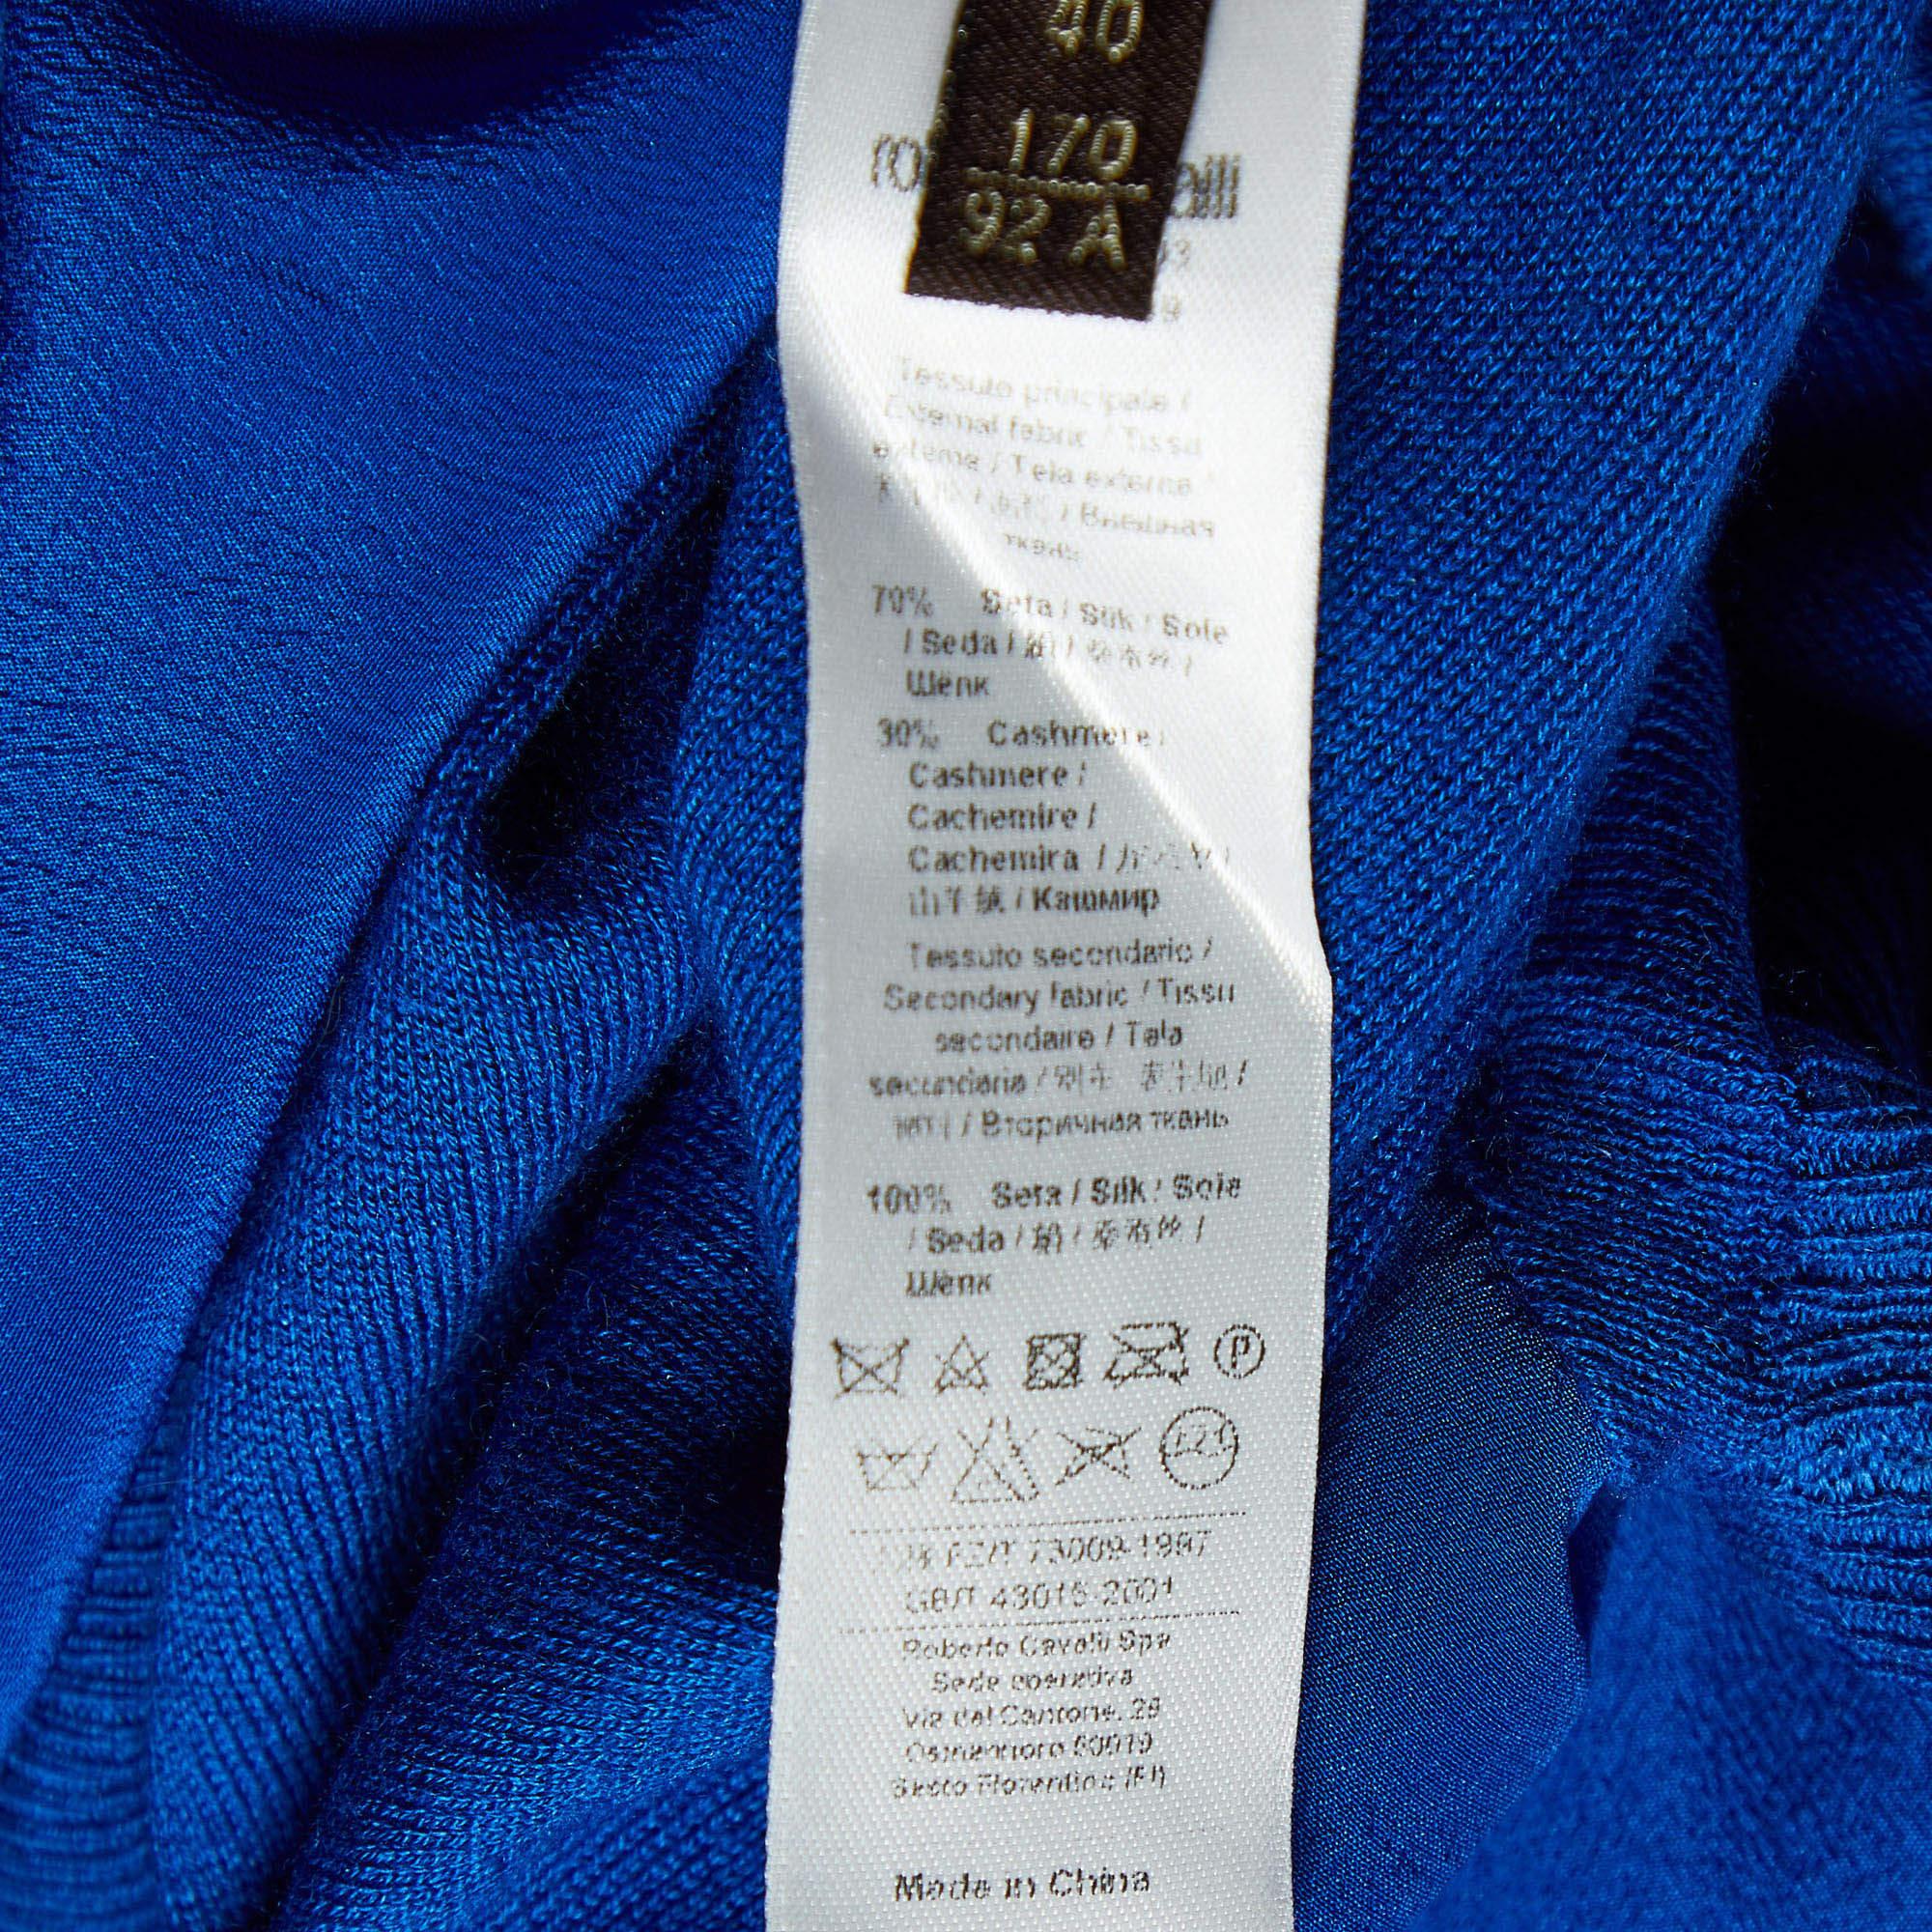 40
170
92 A
Tessuto principale /
External fabric / Tissu
externe / Tela externa
/ Внешная
ткань
70% Seta / Silk / Soie
/ Seda / 絹 /
Шёлк
30% Cashmere /
Cashmere /
Cachemire /
Cachemira /
山羊绒 / Кашмир
Tessuto secondario /
Secondary fabric / Tissu
secondaire / Tela
secundaria /
/ Вторичная ткань
100% Seta / Silk / Soie
/ Seda / 絹 /
Шёлк
P
FZ/T 73009-1997
GB/T 43015-2001
Roberto Cavalli Spa
Sede operativa
Via del Cantone, 29
Osmannoro 50019
Sesto Fiorentino (FI)
Made in China